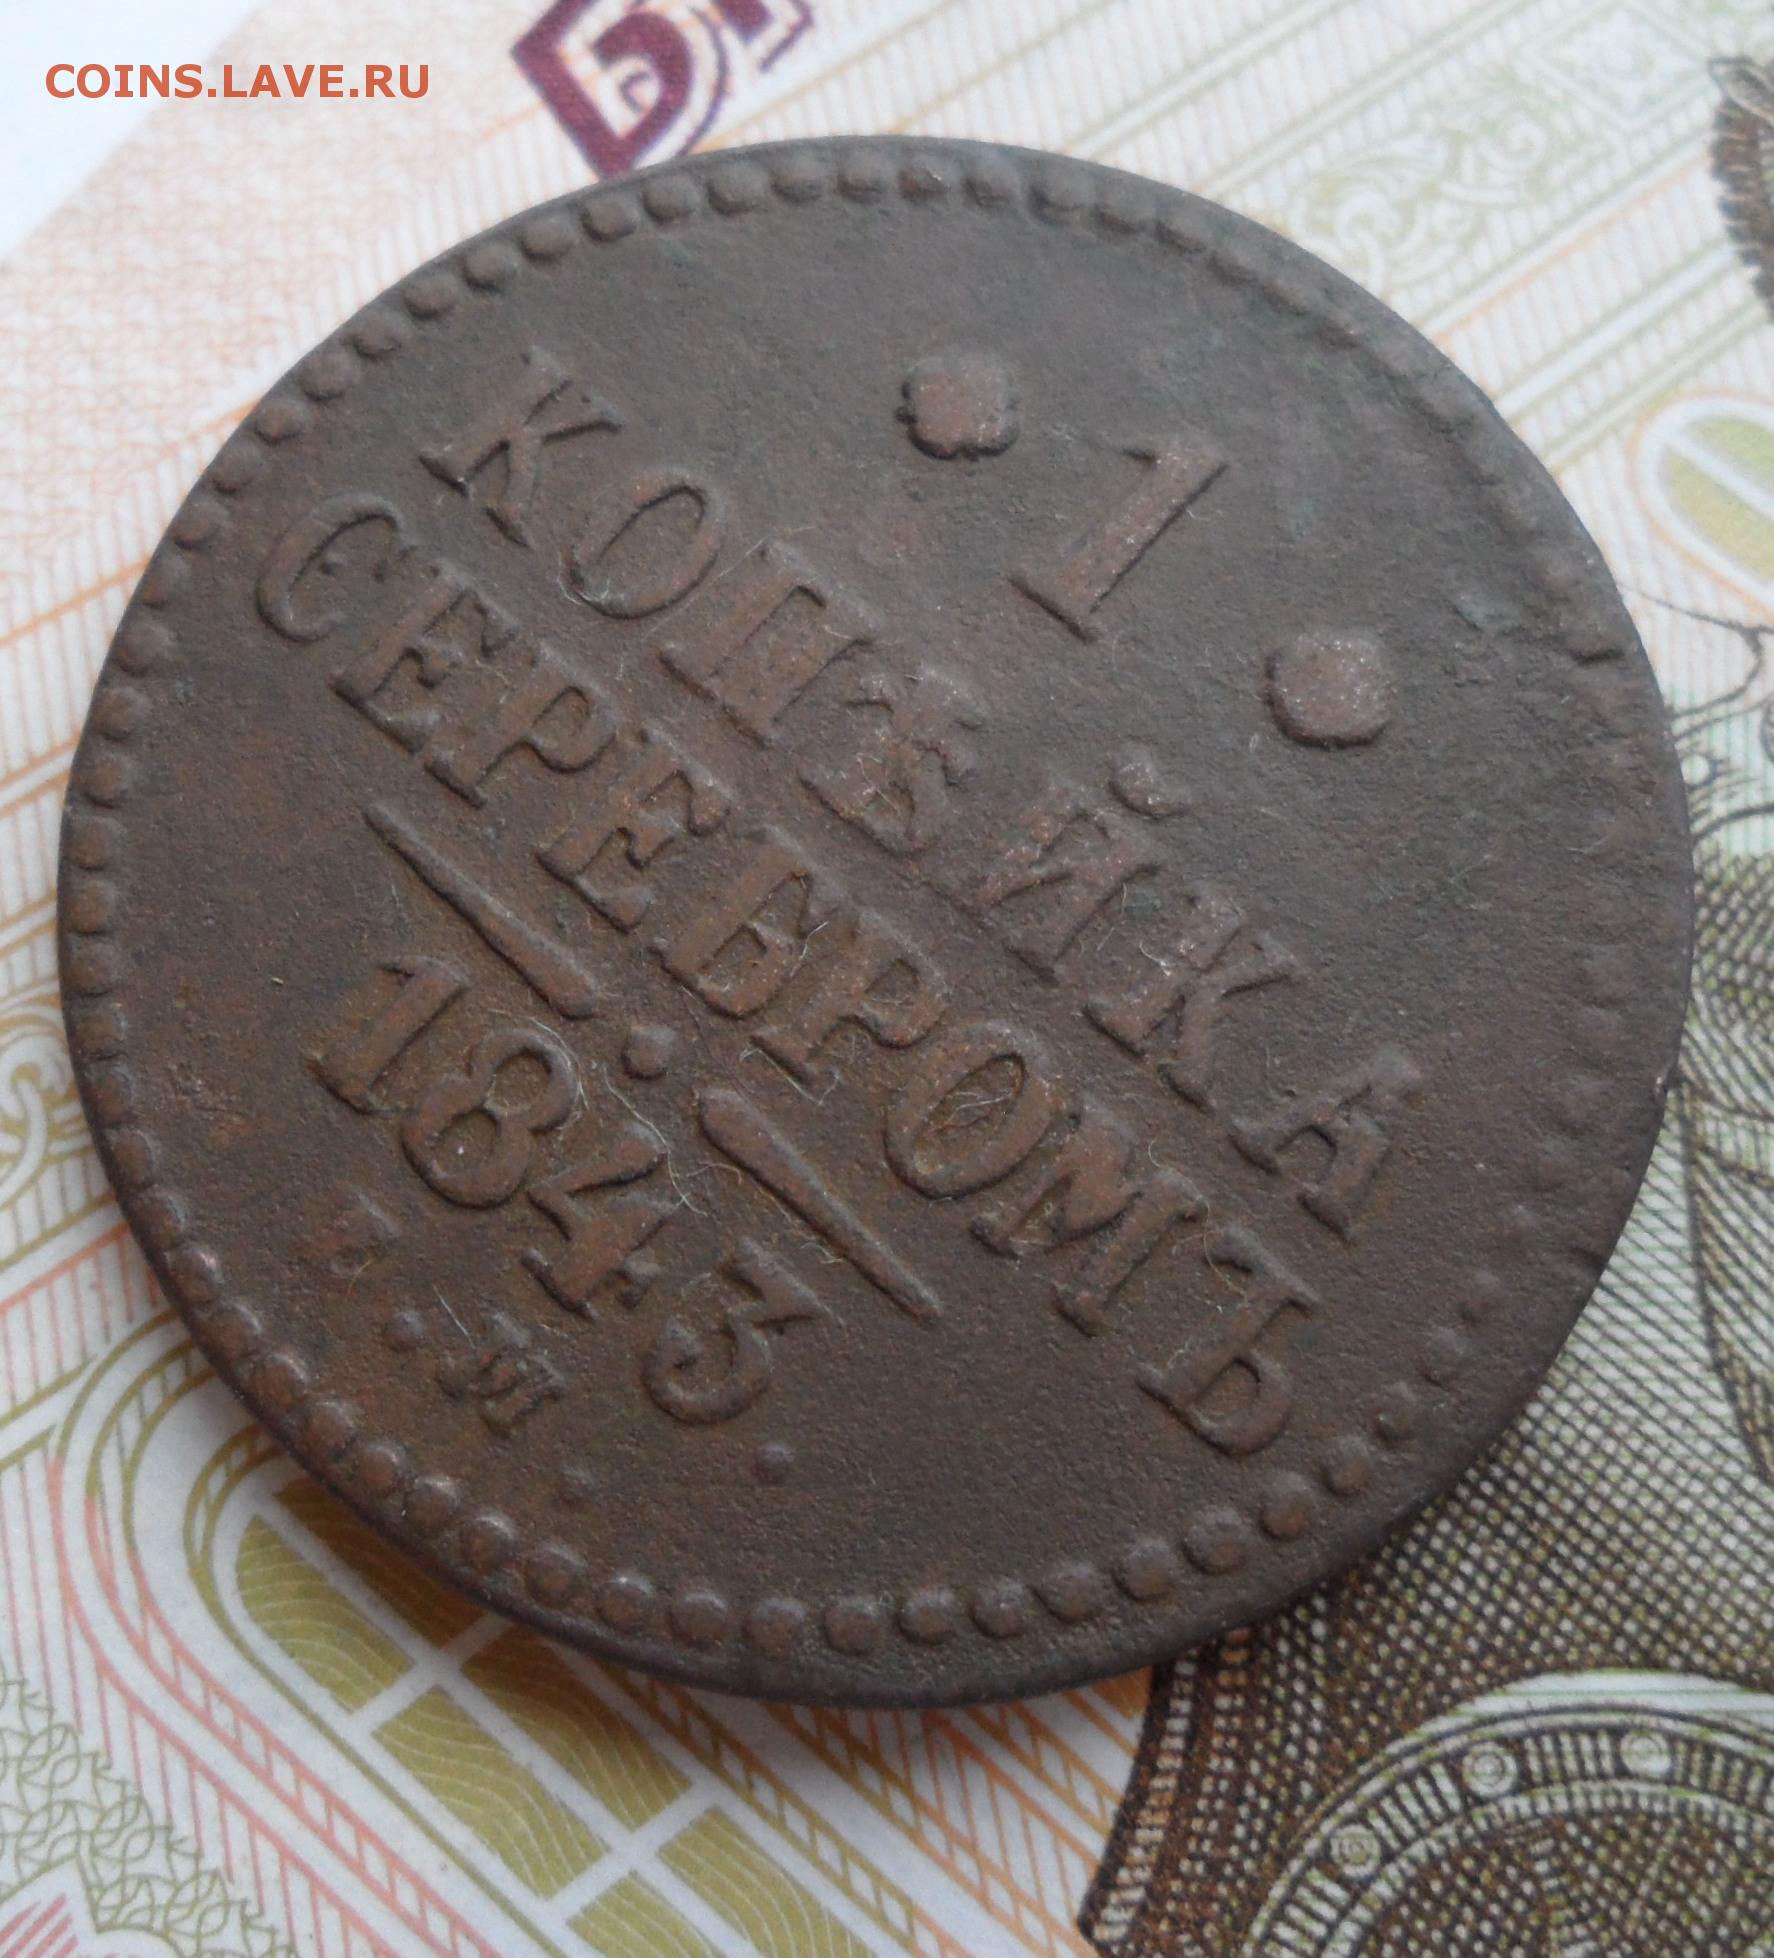 COINS.LAVE.RU
1
КОПѢЙКА
СЕРЕБРОМЪ
1843